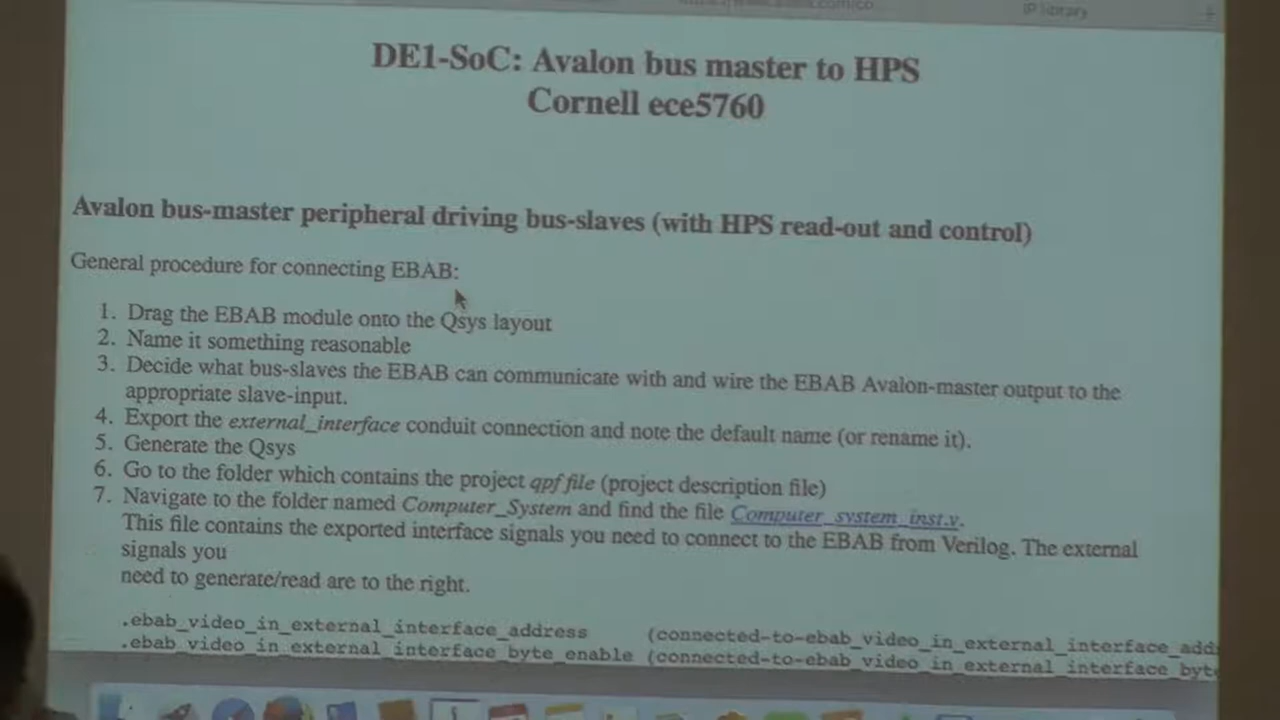 IP library
DE1-SoC: Avalon bus master to HPS
Cornell ece5760
Avalon bus-master peripheral driving bus-slaves (with HPS read-out and control)
General procedure for connecting EBAB:
1. Drag the EBAB module onto the Qsys layout
2. Name it something reasonable
3. Decide what bus-slaves the EBAB can communicate with and wire the EBAB Avalon-master output to the
appropriate slave-input.
4. Export the external_interface conduit connection and note the default name (or rename it).
5. Generate the Qsys
6. Go to the folder which contains the project qpf file (project description file)
7. Navigate to the folder named Computer_System and find the file Computer_system_inst.v.
This file contains the exported interface signals you need to connect to the EBAB from Verilog. The external
signals you
need to generate/read are to the right.
.ebab_video_in_external_interface_address (connected-to-ebab_video_in_external_interface_addr
.ebab_video_in_external_interface_byte_enable (connected-to-ebab_video_in_external_interface_byte